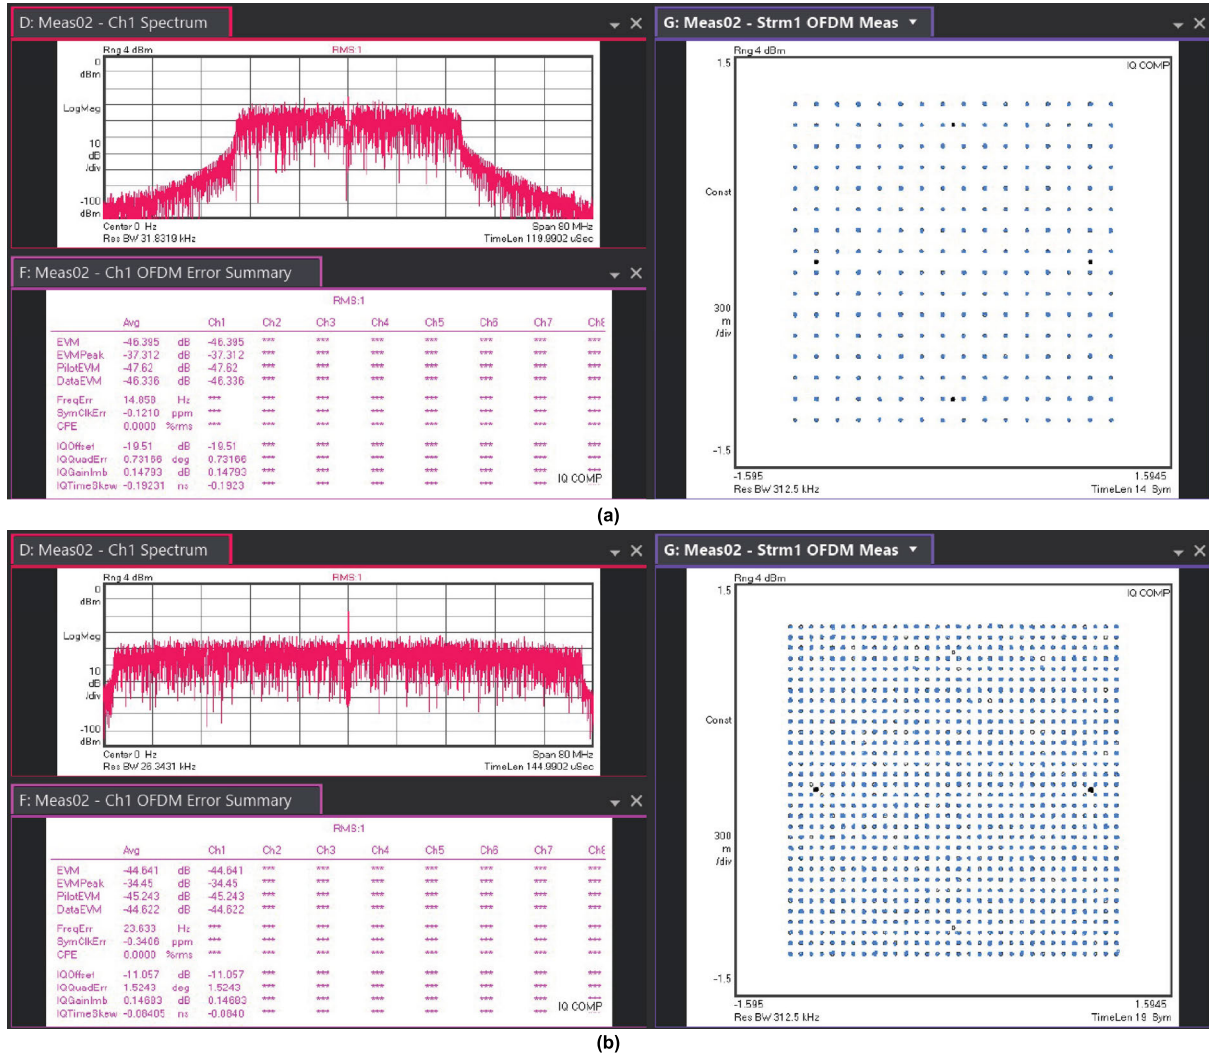 D: Meas02 - Ch1 Spectrum
Rng 4 dBm
RMS:1
0
dBm
LogMag
10
dB
/div
-100
dBm
Center 0 Hz
Span 80 MHz
Res BW 31.8319 kHz
TimeLen 119.9902 uSec
F: Meas02 - Ch1 OFDM Error Summary
RMS:1
Avg Ch1 Ch2 Ch3 Ch4 Ch5 Ch6 Ch7 Ch8
EVM -46.395 dB -46.395 *** *** *** *** *** *** ***
EVMPeak -37.312 dB -37.312 *** *** *** *** *** *** ***
PilotEVM -47.62 dB -47.62 *** *** *** *** *** *** ***
DataEVM -46.336 dB -46.336 *** *** *** *** *** *** ***
FreqErr 14.858 Hz *** *** *** *** *** *** *** ***
SymClkErr -0.1210 ppm *** *** *** *** *** *** *** ***
CPE 0.0000 %rms *** *** *** *** *** *** *** ***
IQOffset -19.51 dB -19.51 *** *** *** *** *** *** ***
IQQuadErr 0.73166 deg 0.73166 *** *** *** *** *** *** ***
IQGainImb 0.14793 dB 0.14793 *** *** *** *** *** *** ***
IQTimeSkew -0.19231 ns -0.1923 *** *** *** *** *** *** ***
IQ COMP
G: Meas02 - Strm1 OFDM Meas
Rng 4 dBm
1.5
IQ COMP
Const
300
m
/div
-1.5
-1.595
1.5945
Res BW 312.5 kHz
TimeLen 14 Sym
(a)
D: Meas02 - Ch1 Spectrum
Rng 4 dBm
RMS:1
0
dBm
LogMag
10
dB
/div
-100
dBm
Center 0 Hz
Span 80 MHz
Res BW 26.3431 kHz
TimeLen 144.9902 uSec
F: Meas02 - Ch1 OFDM Error Summary
RMS:1
Avg Ch1 Ch2 Ch3 Ch4 Ch5 Ch6 Ch7 Ch8
EVM -44.641 dB -44.641 *** *** *** *** *** *** ***
EVMPeak -34.45 dB -34.45 *** *** *** *** *** *** ***
PilotEVM -45.243 dB -45.243 *** *** *** *** *** *** ***
DataEVM -44.622 dB -44.622 *** *** *** *** *** *** ***
FreqErr 23.633 Hz *** *** *** *** *** *** *** ***
SymClkErr -0.3406 ppm *** *** *** *** *** *** *** ***
CPE 0.0000 %rms *** *** *** *** *** *** *** ***
IQOffset -11.057 dB -11.057 *** *** *** *** *** *** ***
IQQuadErr 1.5243 deg 1.5243 *** *** *** *** *** *** ***
IQGainImb 0.14683 dB 0.14683 *** *** *** *** *** *** ***
IQTimeSkew -0.08405 ns -0.0840 *** *** *** *** *** *** ***
IQ COMP
G: Meas02 - Strm1 OFDM Meas
Rng 4 dBm
1.5
IQ COMP
Const
300
m
/div
-1.5
-1.595
1.5945
Res BW 312.5 kHz
TimeLen 19 Sym
(b)